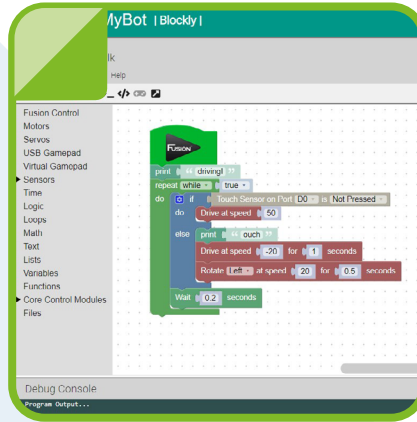 MyBot | Blockly |
lk
Help
</>
Fusion Control
Motors
Servos
USB Gamepad
Virtual Gamepad
Sensors
Time
Logic
Loops
Math
Text
Lists
Variables
Functions
Core Control Modules
Files
FUSION
print “ driving! ”
repeat while true
do if Touch Sensor on Port D0 is Not Pressed
do Drive at speed 50
else print “ ouch ”
Drive at speed -20 for 1 seconds
Rotate Left at speed 20 for 0.5 seconds
Wait 0.2 seconds
Debug Console
Program Output...